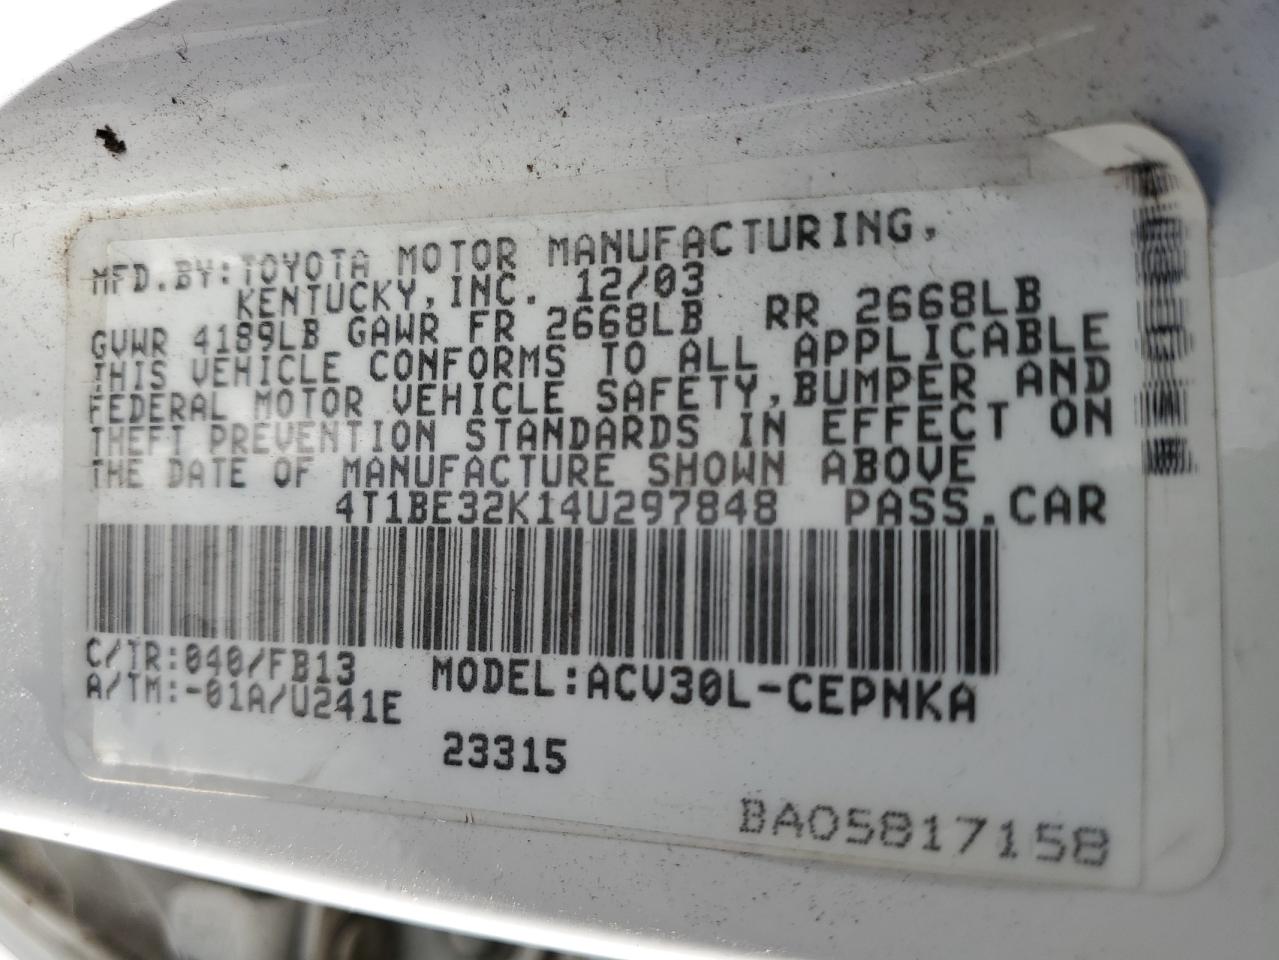 MFD.BY:TOYOTA MOTOR MANUFACTURING,
KENTUCKY,INC. 12/03
GVWR 4189LB GAWR FR 2668LB RR 2668LB
THIS VEHICLE CONFORMS TO ALL APPLICABLE
FEDERAL MOTOR VEHICLE SAFETY,BUMPER AND
THEFT PREVENTION STANDARDS IN EFFECT ON
THE DATE OF MANUFACTURE SHOWN ABOVE
4T1BE32K14U297848 PASS.CAR
C/TR:040/FB13 MODEL:ACV30L-CEPNKA
A/TM:-01A/U241E
23315
BA05817158